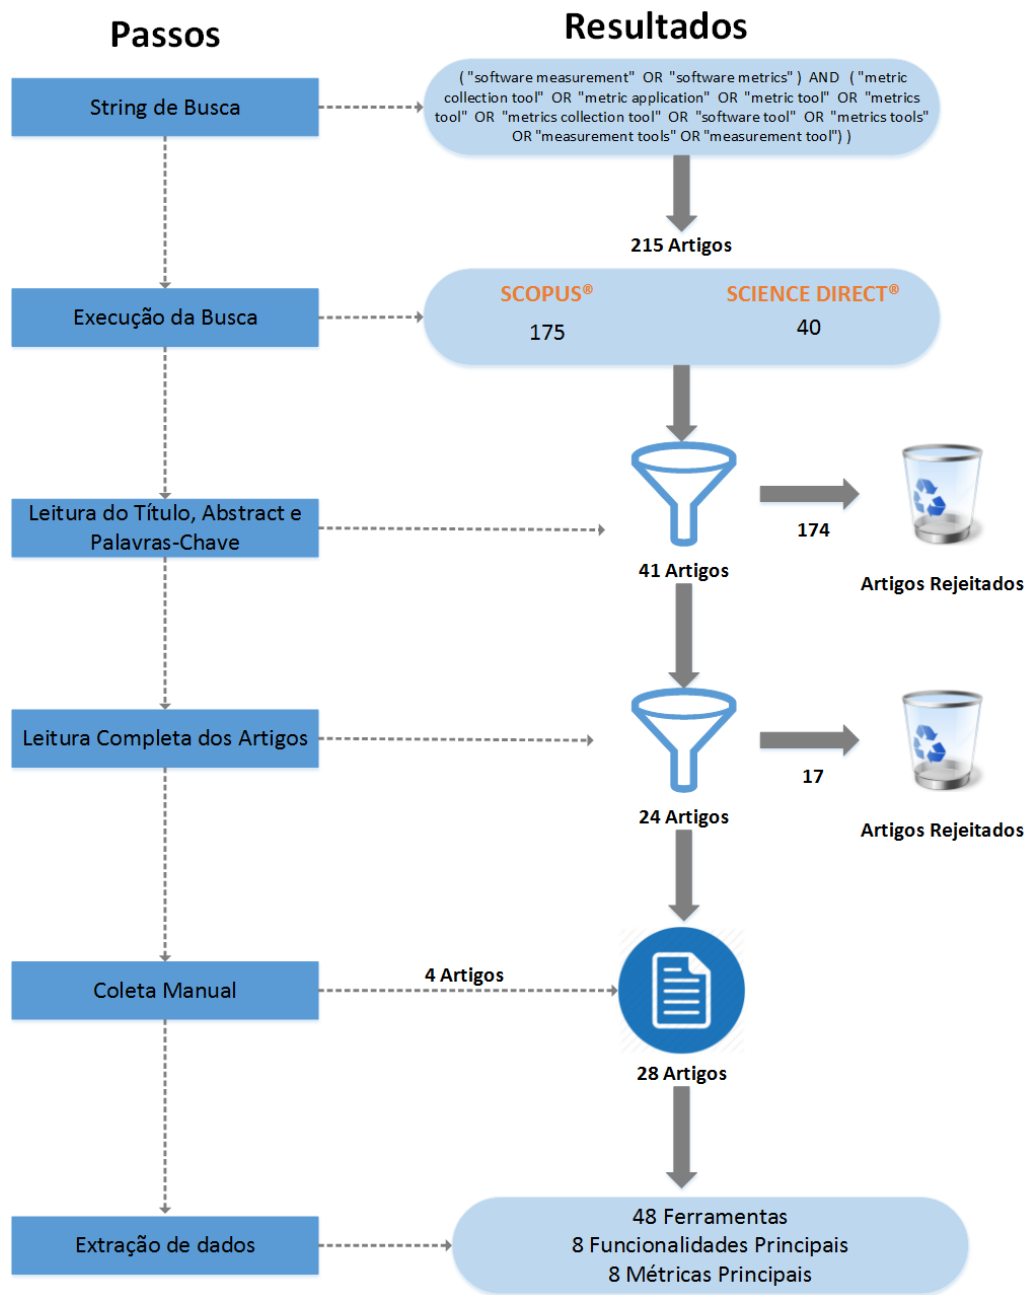 Passos
Resultados
String de Busca
( "software measurement" OR "software metrics" ) AND ( "metric
collection tool" OR "metric application" OR "metric tool" OR "metrics
tool" OR "metrics collection tool" OR "software tool" OR "metrics tools"
OR "measurement tools" OR "measurement tool") )
215 Artigos
Execução da Busca
SCOPUS®
SCIENCE DIRECT®
175
40
Leitura do Título, Abstract e
Palavras-Chave
174
41 Artigos
Artigos Rejeitados
Leitura Completa dos Artigos
17
24 Artigos
Artigos Rejeitados
Coleta Manual
4 Artigos
28 Artigos
Extração de dados
48 Ferramentas
8 Funcionalidades Principais
8 Métricas Principais